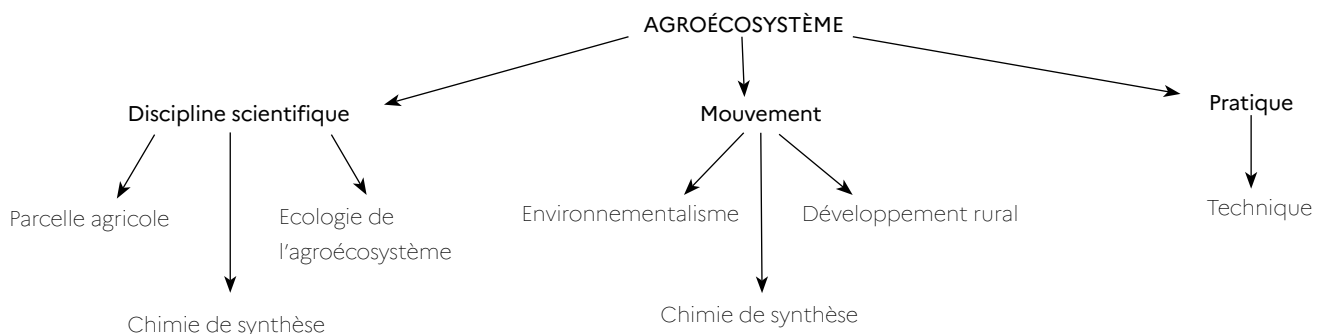 AGROÉCOSYSTÈME
Discipline scientifique
Mouvement
Pratique
Parcelle agricole
Ecologie de
l'agroécosystème
Environnementalisme
Développement rural
Technique
Chimie de synthèse
Chimie de synthèse